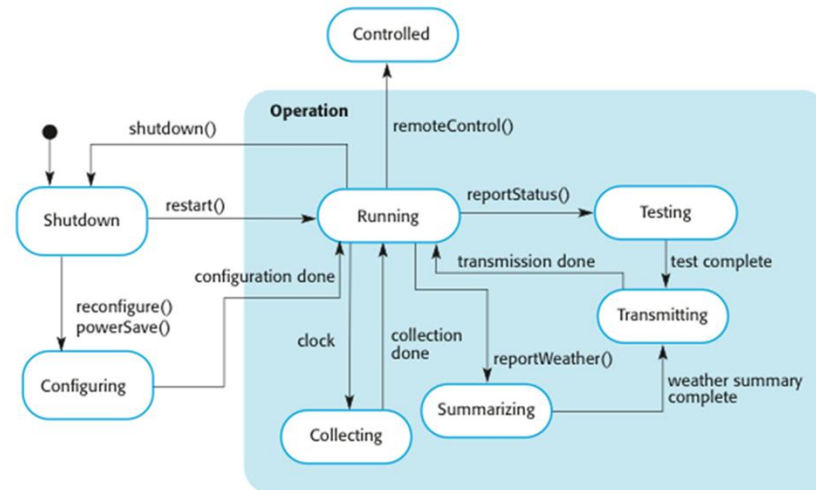 Controlled
Operation
shutdown()
remoteControl()
Shutdown
restart()
Running
reportStatus()
Testing
configuration done
transmission done
test complete
reconfigure()
powerSave()
Transmitting
clock
collection
done
reportWeather()
Configuring
Summarizing
weather summary
complete
Collecting